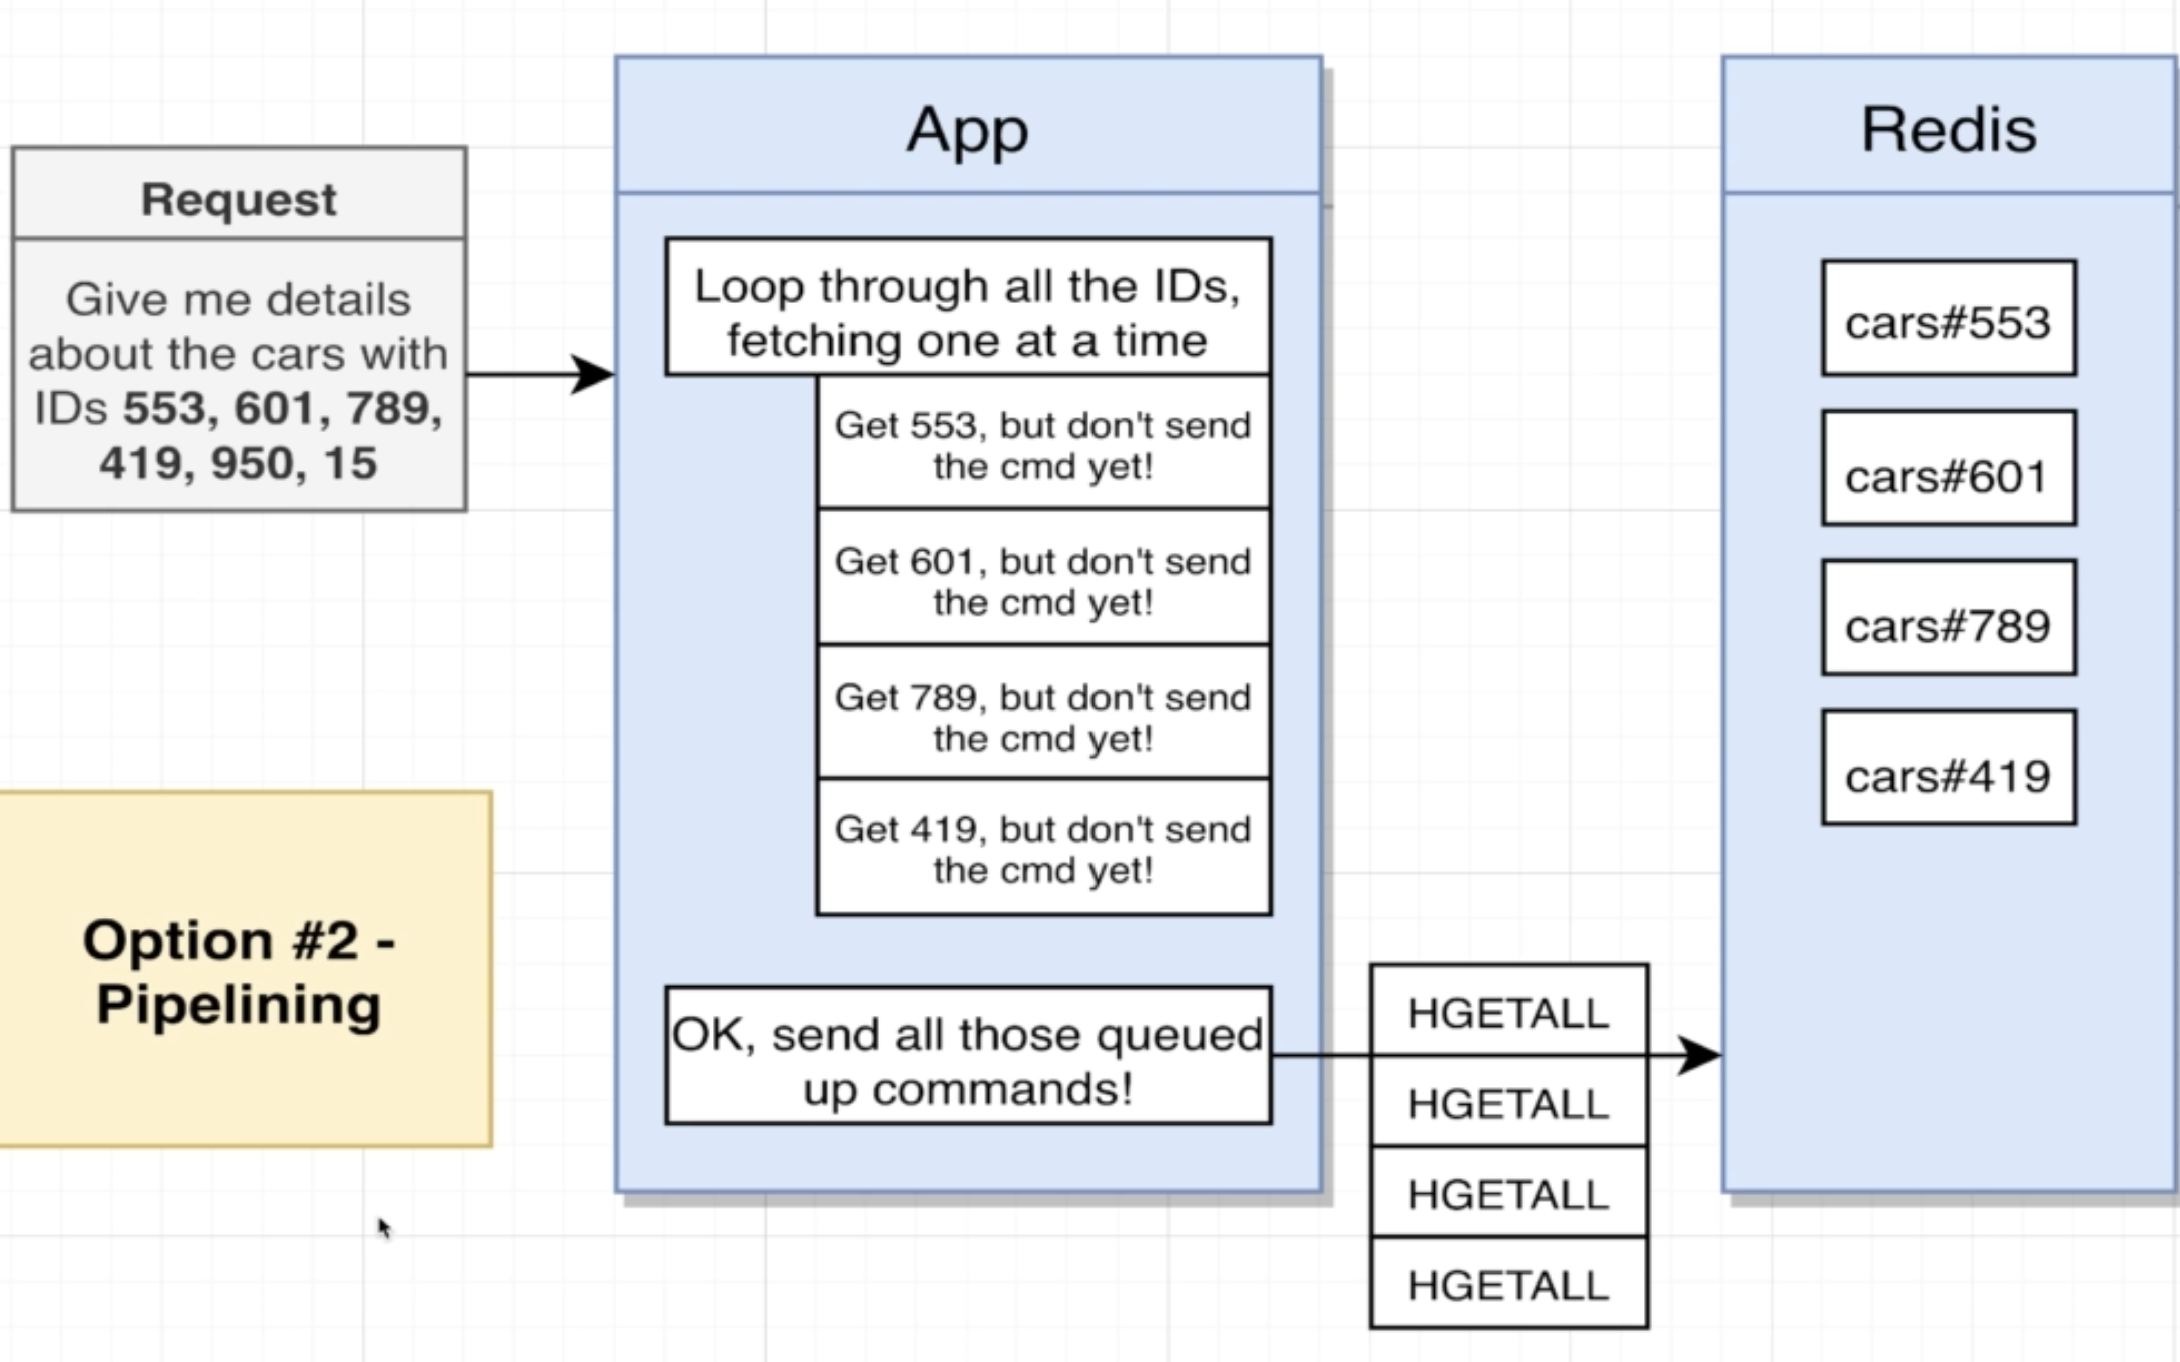 Request
Give me details
about the cars with
IDs 553, 601, 789,
419, 950, 15
Option #2 -
Pipelining
App
Loop through all the IDs,
fetching one at a time
Get 553, but don't send
the cmd yet!
Get 601, but don't send
the cmd yet!
Get 789, but don't send
the cmd yet!
Get 419, but don't send
the cmd yet!
OK, send all those queued
up commands!
HGETALL
HGETALL
HGETALL
HGETALL
Redis
cars#553
cars#601
cars#789
cars#419